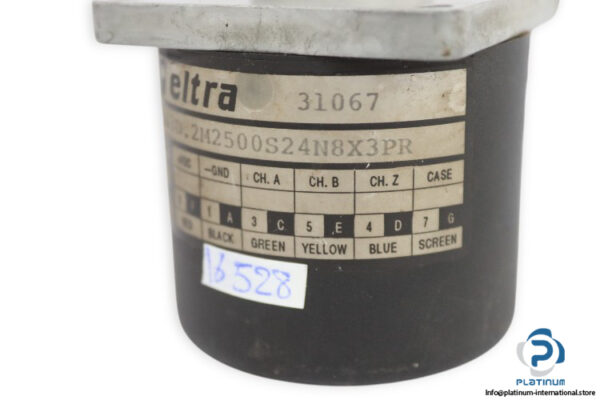 eltra 31067
.2M2500S24N8X3PR
-GND CH. A CH. B CH. Z CASE
1 A 3 C 5 E 4 D 7 G
RED BLACK GREEN YELLOW BLUE SCREEN
16528
PLATINUM
info@platinum-international.store